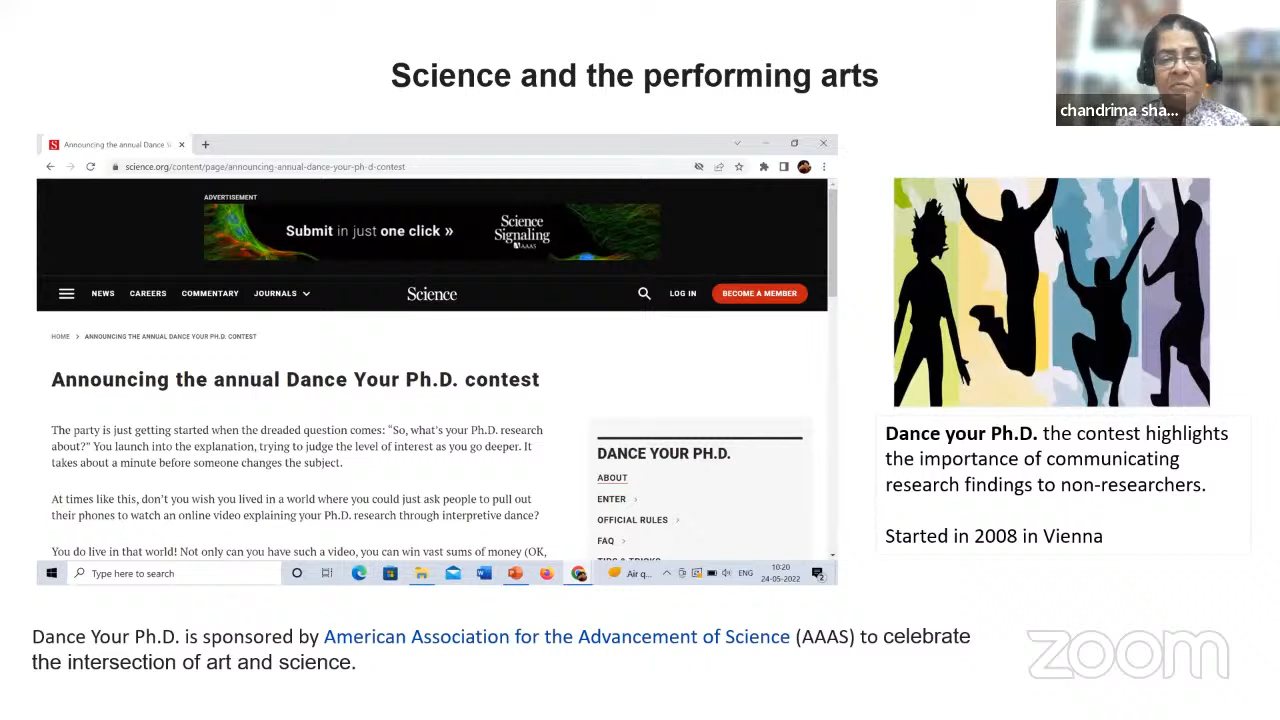 Science and the performing arts
chandrima sha...
Announcing the annual Dance Y
science.org/content/page/announcing-annual-dance-your-ph-d-contest
ADVERTISEMENT
Submit in just one click »
Science
Signaling
AAAS
NEWS CAREERS COMMENTARY JOURNALS
Science
LOG IN BECOME A MEMBER
HOME > ANNOUNCING THE ANNUAL DANCE YOUR PH.D. CONTEST
Announcing the annual Dance Your Ph.D. contest
The party is just getting started when the dreaded question comes: “So, what's your Ph.D. research
about?” You launch into the explanation, trying to judge the level of interest as you go deeper. It
takes about a minute before someone changes the subject.
At times like this, don’t you wish you lived in a world where you could just ask people to pull out
their phones to watch an online video explaining your Ph.D. research through interpretive dance?
You do live in that world! Not only can you have such a video, you can win vast sums of money (OK,
DANCE YOUR PH.D.
ABOUT
ENTER >
OFFICIAL RULES >
FAQ >
TIPS & TRICKS
Type here to search
Air q...
ENG
10:20
24-05-2022
2
Dance your Ph.D. the contest highlights
the importance of communicating
research findings to non-researchers.
Started in 2008 in Vienna
Dance Your Ph.D. is sponsored by American Association for the Advancement of Science (AAAS) to celebrate
the intersection of art and science.
zoom